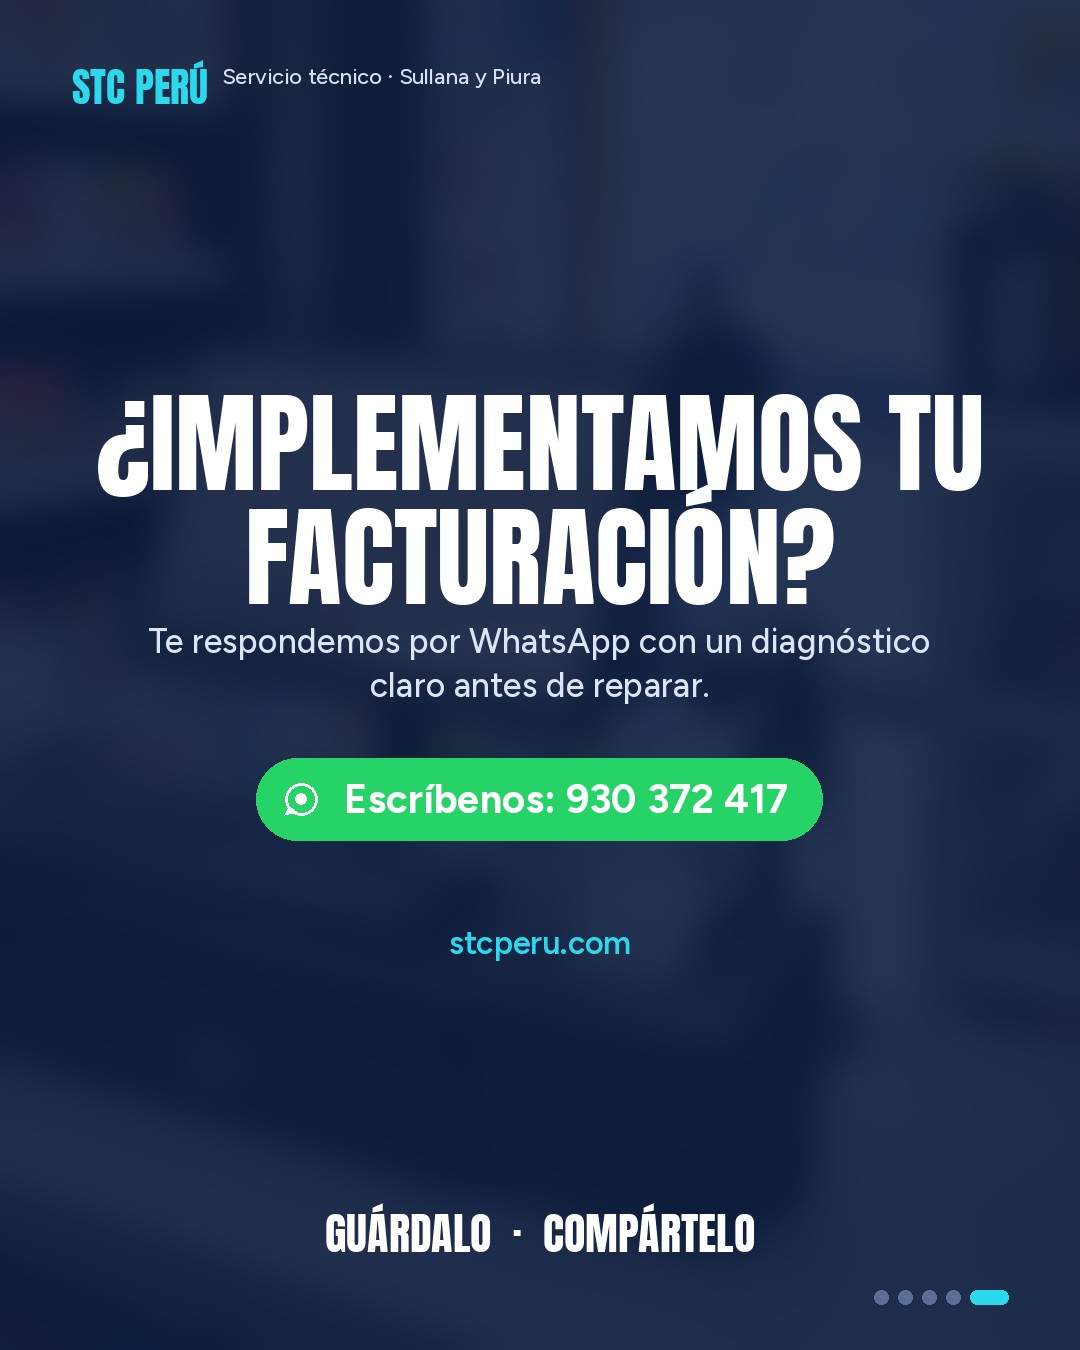 STC PERÚ Servicio técnico · Sullana y Piura
¿IMPLEMENTAMOS TU
FACTURACIÓN?
Te respondemos por WhatsApp con un diagnóstico
claro antes de reparar.
Escríbenos: 930 372 417
stcperu.com
GUÁRDALO · COMPÁRTELO